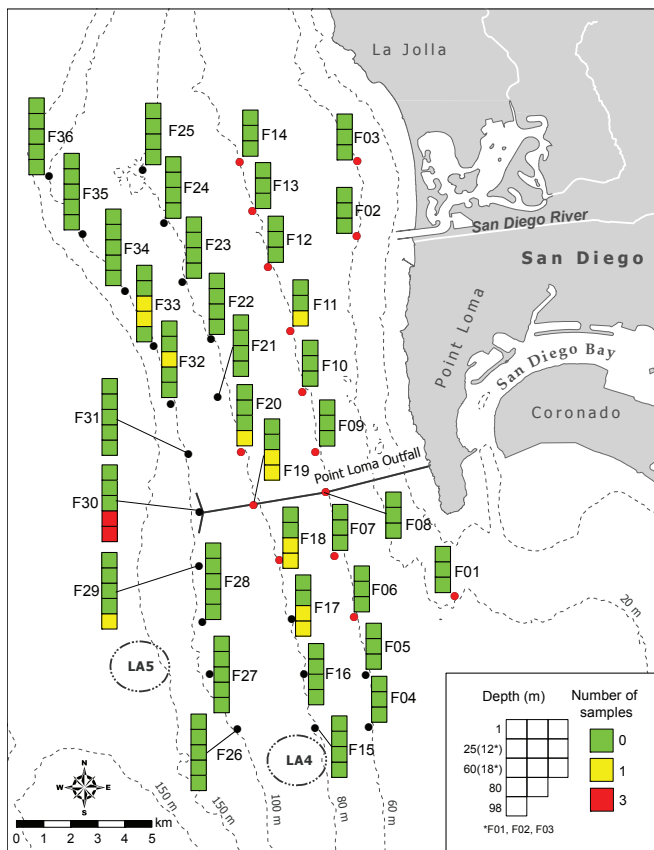 La Jolla
F36
F25
F14
F03
F35
F24
F13
F02
San Diego River
F34
F23
F12
San Diego
F33
F22
F11
F32
F21
F10
Point Loma
San Diego Bay
F31
F20
F09
Coronado
F19
Point Loma Outfall
F30
F18
F07
F08
F29
F28
F17
F06
F01
20 m
LA5
F27
F16
F05
F04
F26
LA4
F15
150 m
150 m
100 m
80 m
60 m
N
W
E
S
0 1 2 3 4 5
km
Depth (m)
Number of
samples
1
25(12*)
60(18*)
80
98
0
1
3
*F01, F02, F03